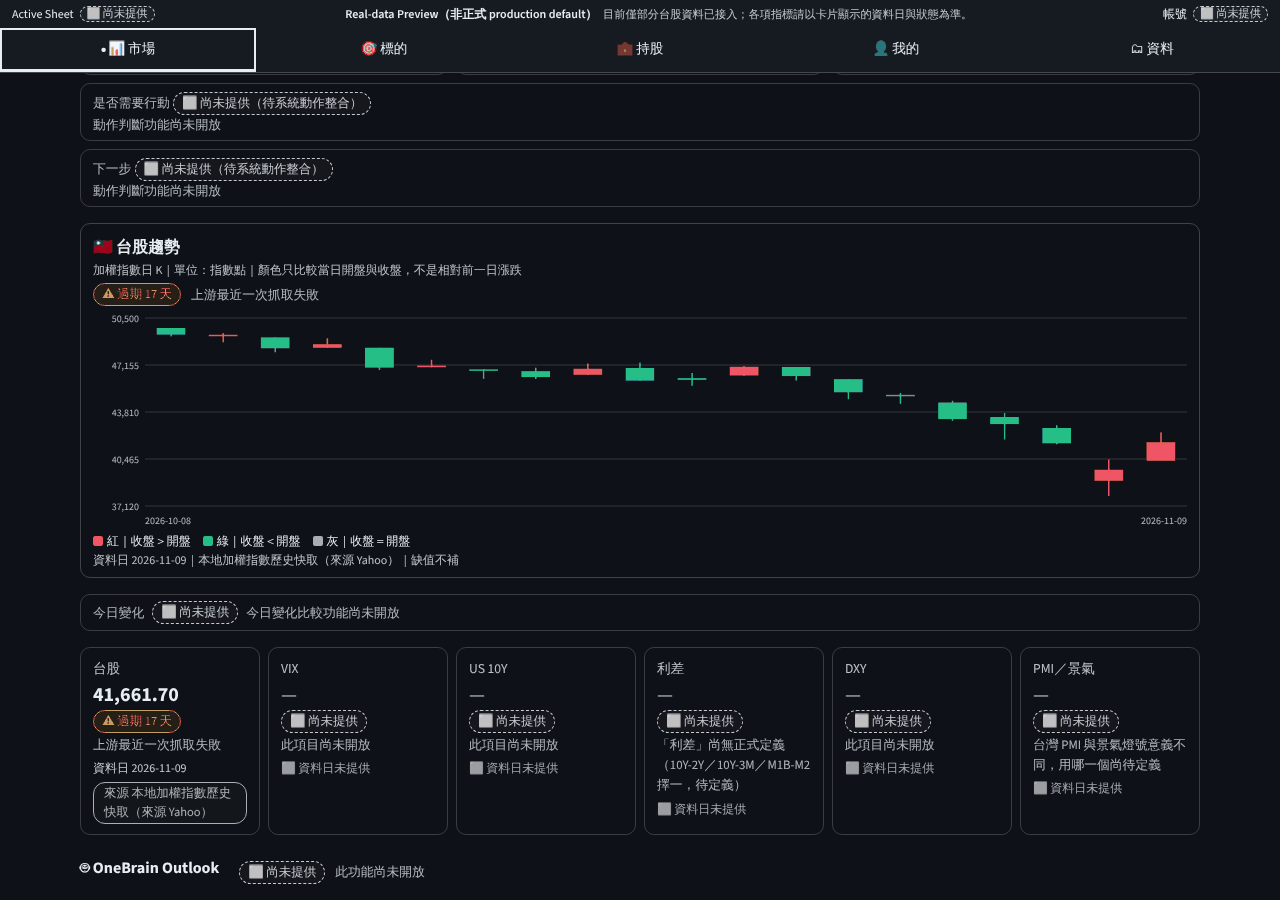 Active Sheet ⬜ 尚未提供
Real-data Preview（非正式 production default） 目前僅部分台股資料已接入；各項指標請以卡片顯示的資料日與狀態為準。
帳號 ⬜ 尚未提供
• 📊 市場
🎯 標的
💼 持股
👤 我的
🗂 資料
是否需要行動 ⬜ 尚未提供（待系統動作整合）
動作判斷功能尚未開放
下一步 ⬜ 尚未提供（待系統動作整合）
動作判斷功能尚未開放
🇹🇼 台股趨勢
加權指數日 K｜單位：指數點｜顏色只比較當日開盤與收盤，不是相對前一日漲跌
⚠ 過期 17 天 上游最近一次抓取失敗
50,500
47,155
43,810
40,465
37,120
2026-10-08
2026-11-09
紅｜收盤＞開盤 綠｜收盤＜開盤 灰｜收盤＝開盤
資料日 2026-11-09｜本地加權指數歷史快取（來源 Yahoo）｜缺值不補
今日變化 ⬜ 尚未提供 今日變化比較功能尚未開放
台股
41,661.70
⚠ 過期 17 天
上游最近一次抓取失敗
資料日 2026-11-09
來源 本地加權指數歷史
快取（來源 Yahoo）
VIX
—
⬜ 尚未提供
此項目尚未開放
⬜ 資料日未提供
US 10Y
—
⬜ 尚未提供
此項目尚未開放
⬜ 資料日未提供
利差
—
⬜ 尚未提供
「利差」尚無正式定義
（10Y-2Y／10Y-3M／M1B-M2
擇一，待定義）
⬜ 資料日未提供
DXY
—
⬜ 尚未提供
此項目尚未開放
⬜ 資料日未提供
PMI／景氣
—
⬜ 尚未提供
台灣 PMI 與景氣燈號意義不
同，用哪一個尚待定義
⬜ 資料日未提供
OneBrain Outlook ⬜ 尚未提供 此功能尚未開放